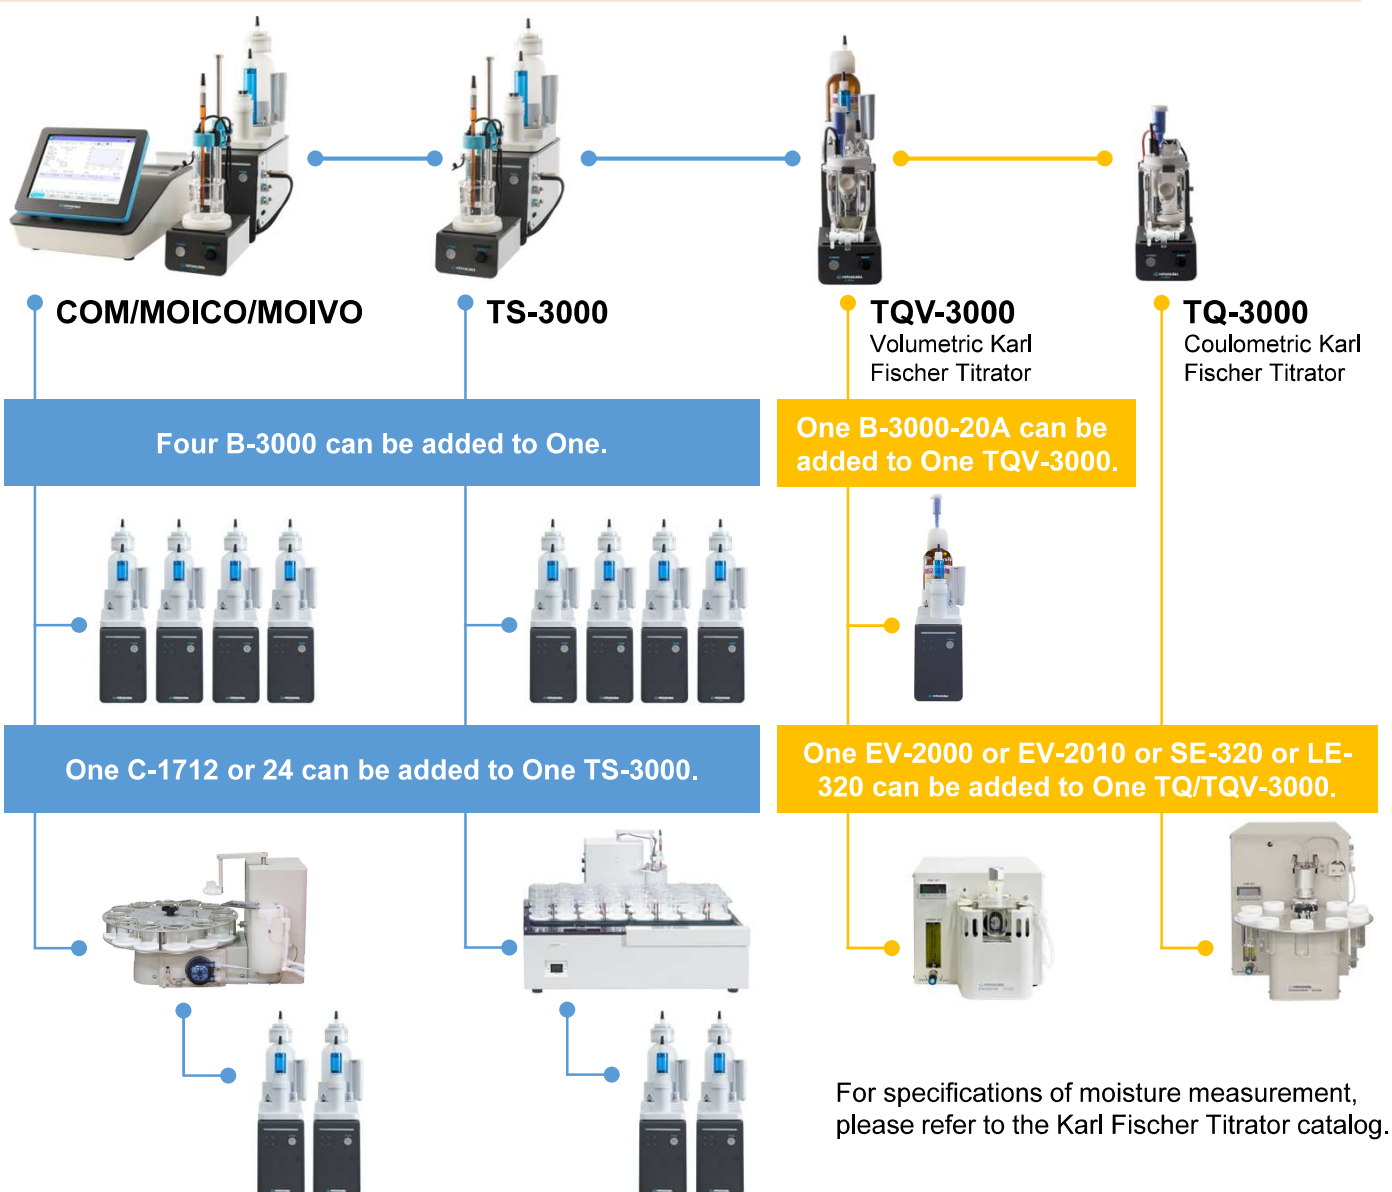 COM/MOICO/MOIVO
TS-3000
TQV-3000
Volumetric Karl
Fischer Titrator
TQ-3000
Coulometric Karl
Fischer Titrator
Four B-3000 can be added to One.
One B-3000-20A can be
added to One TQV-3000.
One C-1712 or 24 can be added to One TS-3000.
One EV-2000 or EV-2010 or SE-320 or LE-
320 can be added to One TQ/TQV-3000.
For specifications of moisture measurement,
please refer to the Karl Fischer Titrator catalog.